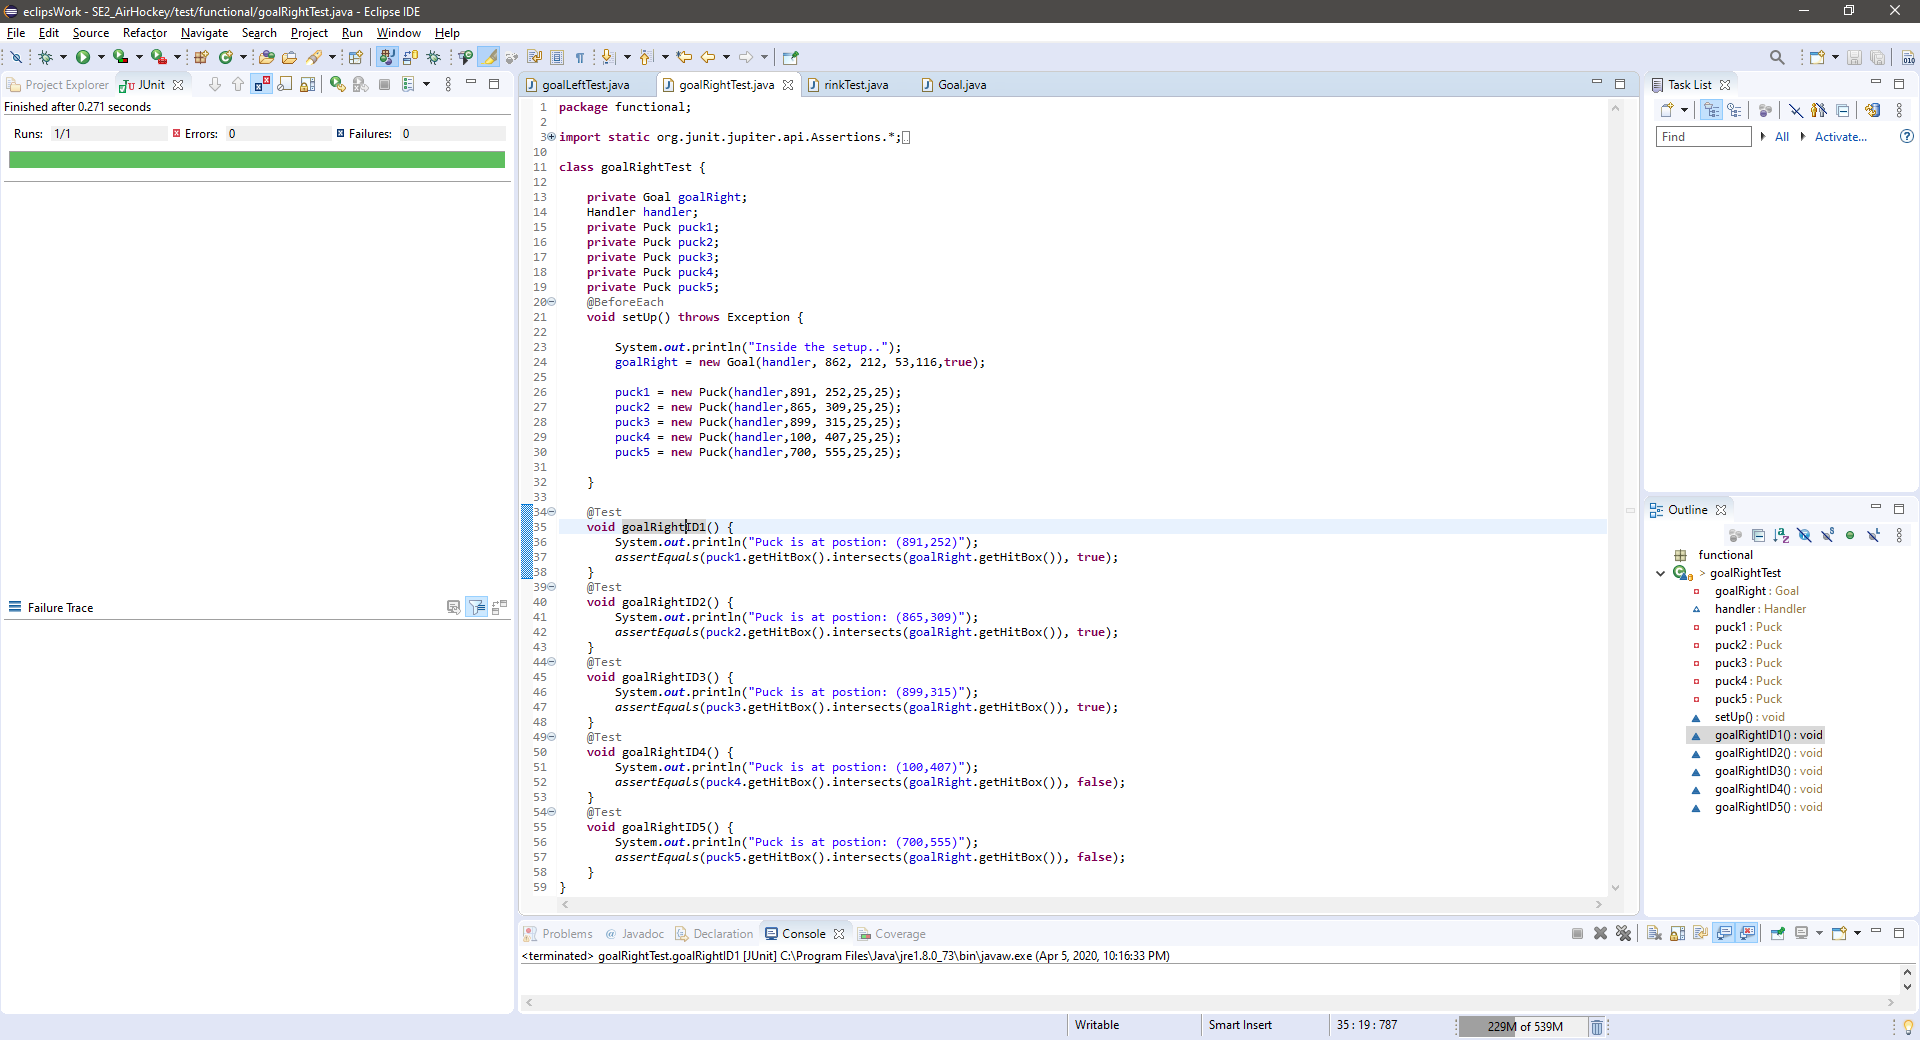 eclipsWork - SE2_AirHockey/test/functional/goalRightTest.java - Eclipse IDE
File Edit Source Refactor Navigate Search Project Run Window Help
Project Explorer JUnit
Finished after 0.271 seconds
Runs: 1/1 Errors: 0 Failures: 0
Failure Trace
goalLeftTest.java goalRightTest.java rinkTest.java Goal.java
1 package functional;
2
3 import static org.junit.jupiter.api.Assertions.*;
10
11 class goalRightTest {
12
13 private Goal goalRight;
14 Handler handler;
15 private Puck puck1;
16 private Puck puck2;
17 private Puck puck3;
18 private Puck puck4;
19 private Puck puck5;
20 @BeforeEach
21 void setUp() throws Exception {
22
23 System.out.println("Inside the setup..");
24 goalRight = new Goal(handler, 862, 212, 53,116,true);
25
26 puck1 = new Puck(handler,891, 252,25,25);
27 puck2 = new Puck(handler,865, 309,25,25);
28 puck3 = new Puck(handler,899, 315,25,25);
29 puck4 = new Puck(handler,100, 407,25,25);
30 puck5 = new Puck(handler,700, 555,25,25);
31
32 }
33
34 @Test
35 void goalRightID1() {
36 System.out.println("Puck is at postion: (891,252)");
37 assertEquals(puck1.getHitBox().intersects(goalRight.getHitBox()), true);
38 }
39 @Test
40 void goalRightID2() {
41 System.out.println("Puck is at postion: (865,309)");
42 assertEquals(puck2.getHitBox().intersects(goalRight.getHitBox()), true);
43 }
44 @Test
45 void goalRightID3() {
46 System.out.println("Puck is at postion: (899,315)");
47 assertEquals(puck3.getHitBox().intersects(goalRight.getHitBox()), true);
48 }
49 @Test
50 void goalRightID4() {
51 System.out.println("Puck is at postion: (100,407)");
52 assertEquals(puck4.getHitBox().intersects(goalRight.getHitBox()), false);
53 }
54 @Test
55 void goalRightID5() {
56 System.out.println("Puck is at postion: (700,555)");
57 assertEquals(puck5.getHitBox().intersects(goalRight.getHitBox()), false);
58 }
59 }
Problems Javadoc Declaration Console Coverage
<terminated> goalRightTest.goalRightID1 [JUnit] C:\Program Files\Java\jre1.8.0_73\bin\javaw.exe (Apr 5, 2020, 10:16:33 PM)
Task List
Find All Activate...
Outline
functional
> goalRightTest
goalRight : Goal
handler : Handler
puck1 : Puck
puck2 : Puck
puck3 : Puck
puck4 : Puck
puck5 : Puck
setUp() : void
goalRightID1() : void
goalRightID2() : void
goalRightID3() : void
goalRightID4() : void
goalRightID5() : void
Writable Smart Insert 35 : 19 : 787 229M of 539M